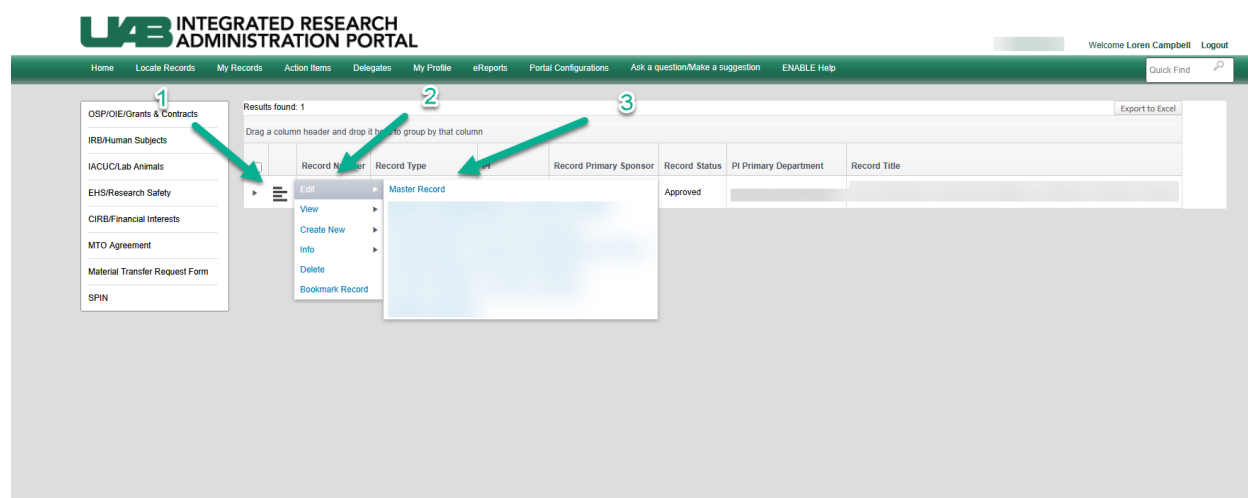 UAB INTEGRATED RESEARCH
ADMINISTRATION PORTAL
Welcome Loren Campbell Logout
Home Locate Records My Records Action Items Delegates My Profile eReports Portal Configurations Ask a question/Make a suggestion ENABLE Help Quick Find
1 2 3
OSP/OIE/Grants & Contracts
IRB/Human Subjects
IACUC/Lab Animals
EHS/Research Safety
CIRB/Financial Interests
MTO Agreement
Material Transfer Request Form
SPIN
Results found: 1 Export to Excel
Drag a column header and drop it here to group by that column
Record Number Record Type PI Record Primary Sponsor Record Status PI Primary Department Record Title
Edit Master Record Approved
View
Create New
Info
Delete
Bookmark Record